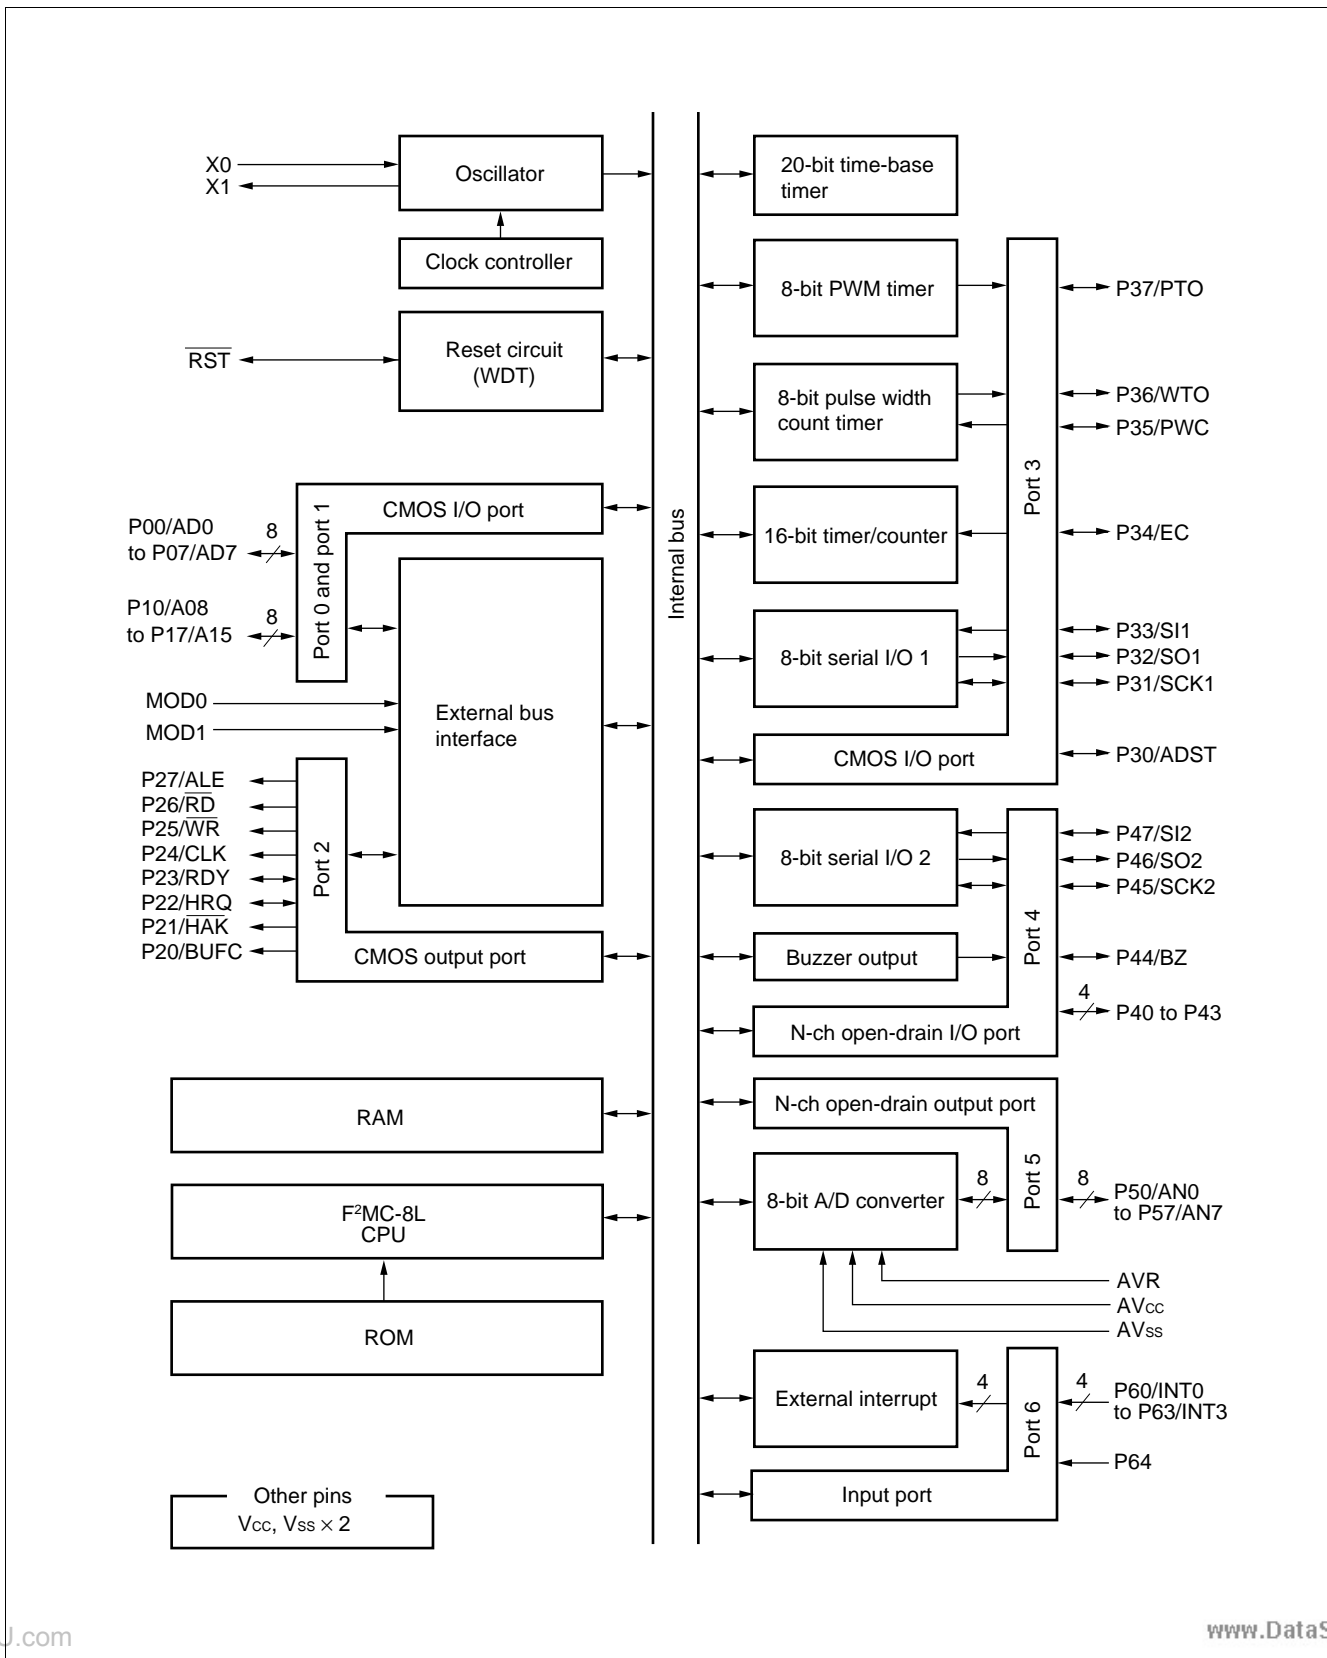 X0
X1
Oscillator
Clock controller
RST
Reset circuit
(WDT)
P00/AD0
to P07/AD7
8
P10/A08
to P17/A15
8
Port 0 and port 1
CMOS I/O port
MOD0
MOD1
External bus
interface
P27/ALE
P26/RD
P25/WR
P24/CLK
P23/RDY
P22/HRQ
P21/HAK
P20/BUFC
Port 2
CMOS output port
RAM
F²MC-8L
CPU
ROM
Other pins
Vcc, Vss × 2
Internal bus
20-bit time-base
timer
8-bit PWM timer
8-bit pulse width
count timer
16-bit timer/counter
8-bit serial I/O 1
CMOS I/O port
Port 3
P37/PTO
P36/WTO
P35/PWC
P34/EC
P33/SI1
P32/SO1
P31/SCK1
P30/ADST
8-bit serial I/O 2
Buzzer output
N-ch open-drain I/O port
Port 4
P47/SI2
P46/SO2
P45/SCK2
P44/BZ
4
P40 to P43
N-ch open-drain output port
8-bit A/D converter
8
Port 5
8
P50/AN0
to P57/AN7
AVR
AVcc
AVss
External interrupt
4
Port 6
4
P60/INT0
to P63/INT3
P64
Input port
U.com
www.DataS